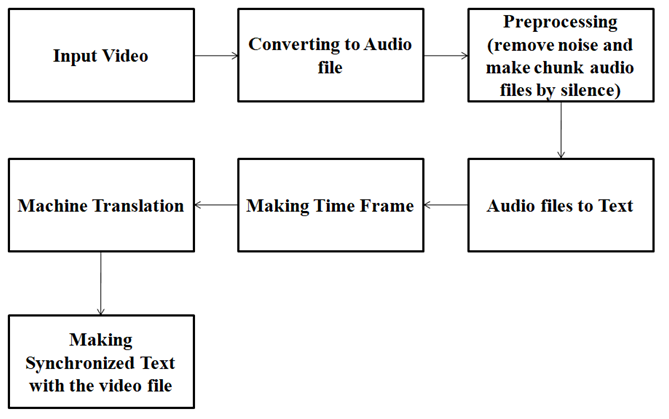 Input Video
Converting to Audio
file
Preprocessing
(remove noise and
make chunk audio
files by silence)
Audio files to Text
Making Time Frame
Machine Translation
Making
Synchronized Text
with the video file